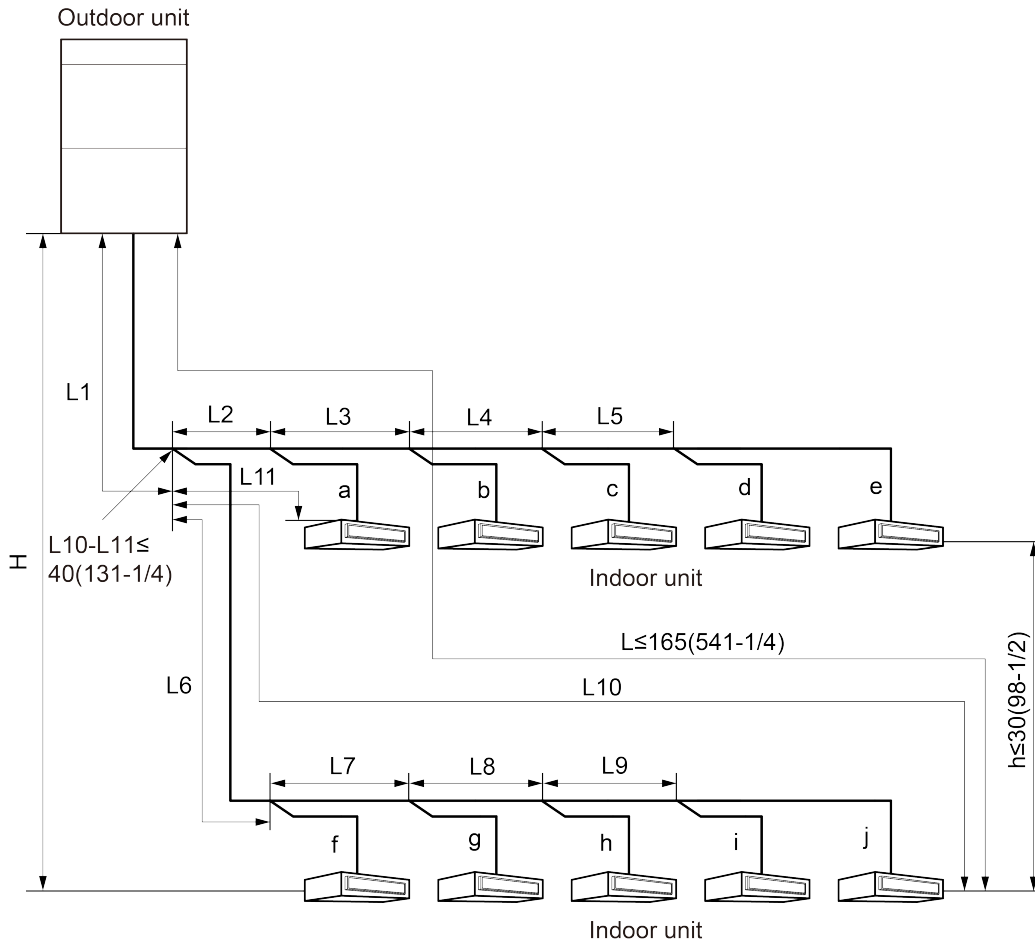 Outdoor unit
L1
L2
L3
L4
L5
L11
a
b
c
d
e
L10-L11≤
40(131-1/4)
H
Indoor unit
L≤165(541-1/4)
h≤30(98-1/2)
L6
L10
L7
L8
L9
f
g
h
i
j
Indoor unit